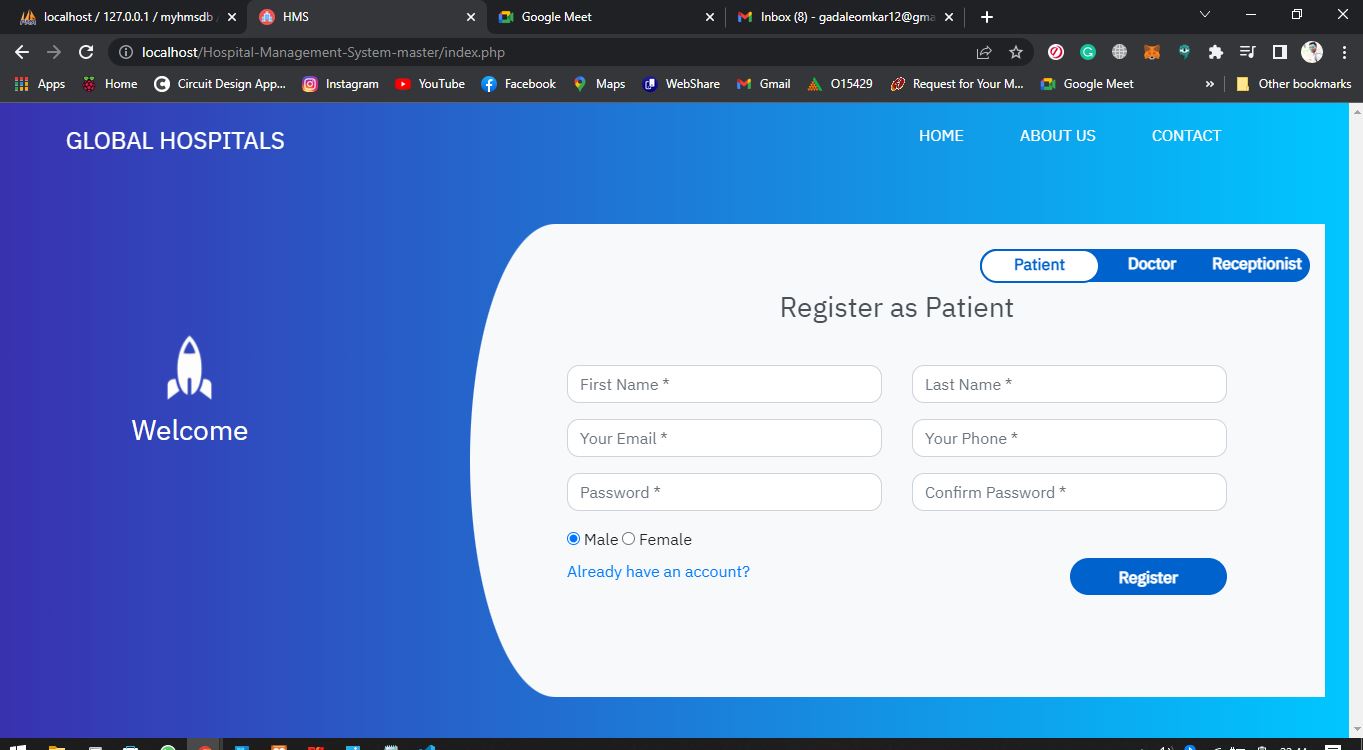 localhost / 127.0.0.1 / myhmsdb
HMS
Google Meet
Inbox (8) - gadaleomkar12@gma
localhost/Hospital-Management-System-master/index.php
Apps Home Circuit Design App... Instagram YouTube Facebook Maps WebShare Gmail O15429 Request for Your M... Google Meet » Other bookmarks
GLOBAL HOSPITALS
HOME ABOUT US CONTACT
Patient Doctor Receptionist
Register as Patient
First Name * Last Name *
Your Email * Your Phone *
Password * Confirm Password *
Male Female
Already have an account?
Register
Welcome